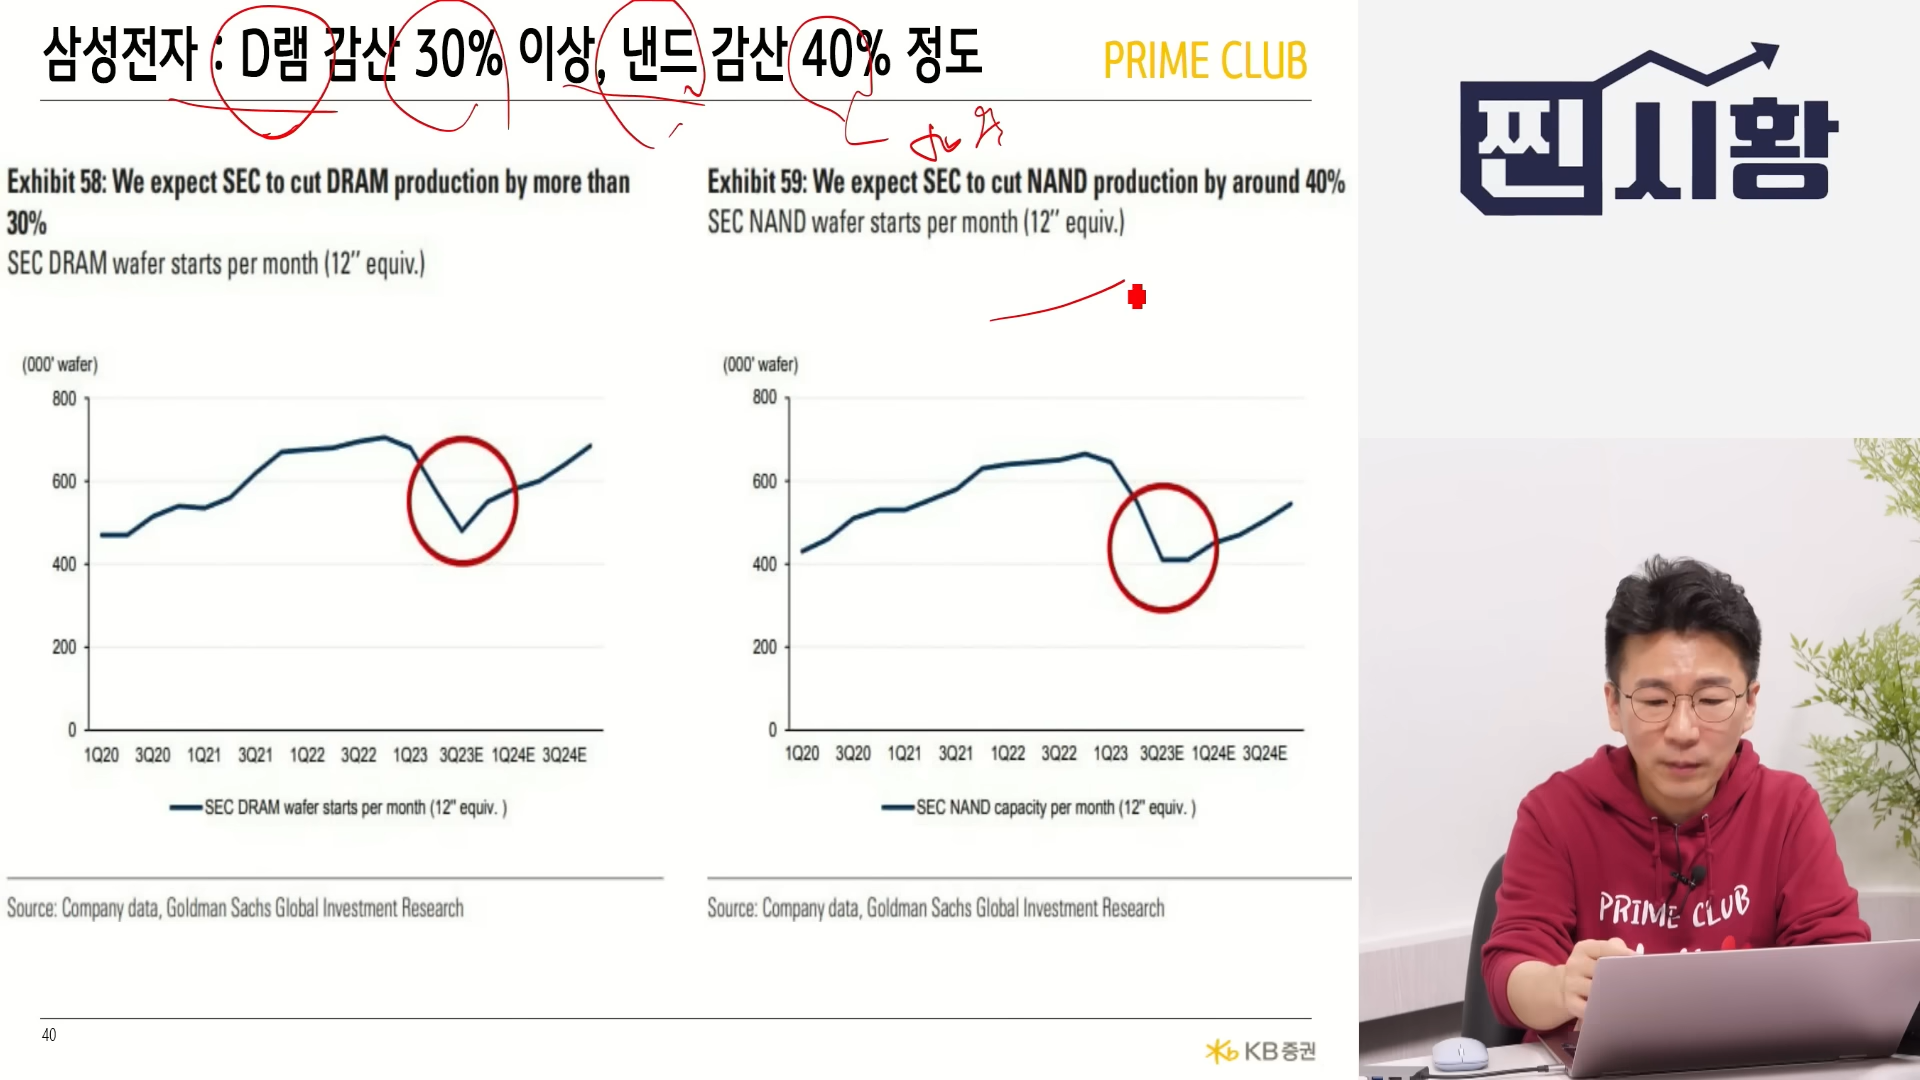 삼성전자 : D램 감산 30% 이상, 낸드 감산 40% 정도
PRIME CLUB
찐시황
Exhibit 58: We expect SEC to cut DRAM production by more than
30%
SEC DRAM wafer starts per month (12” equiv.)
(000' wafer)
800
600
400
200
0
1Q20 3Q20 1Q21 3Q21 1Q22 3Q22 1Q23 3Q23E 1Q24E 3Q24E
SEC DRAM wafer starts per month (12" equiv. )
Source: Company data, Goldman Sachs Global Investment Research
Exhibit 59: We expect SEC to cut NAND production by around 40%
SEC NAND wafer starts per month (12” equiv.)
(000' wafer)
800
600
400
200
0
1Q20 3Q20 1Q21 3Q21 1Q22 3Q22 1Q23 3Q23E 1Q24E 3Q24E
SEC NAND capacity per month (12" equiv. )
Source: Company data, Goldman Sachs Global Investment Research
40
KB증권
PRIME CLUB